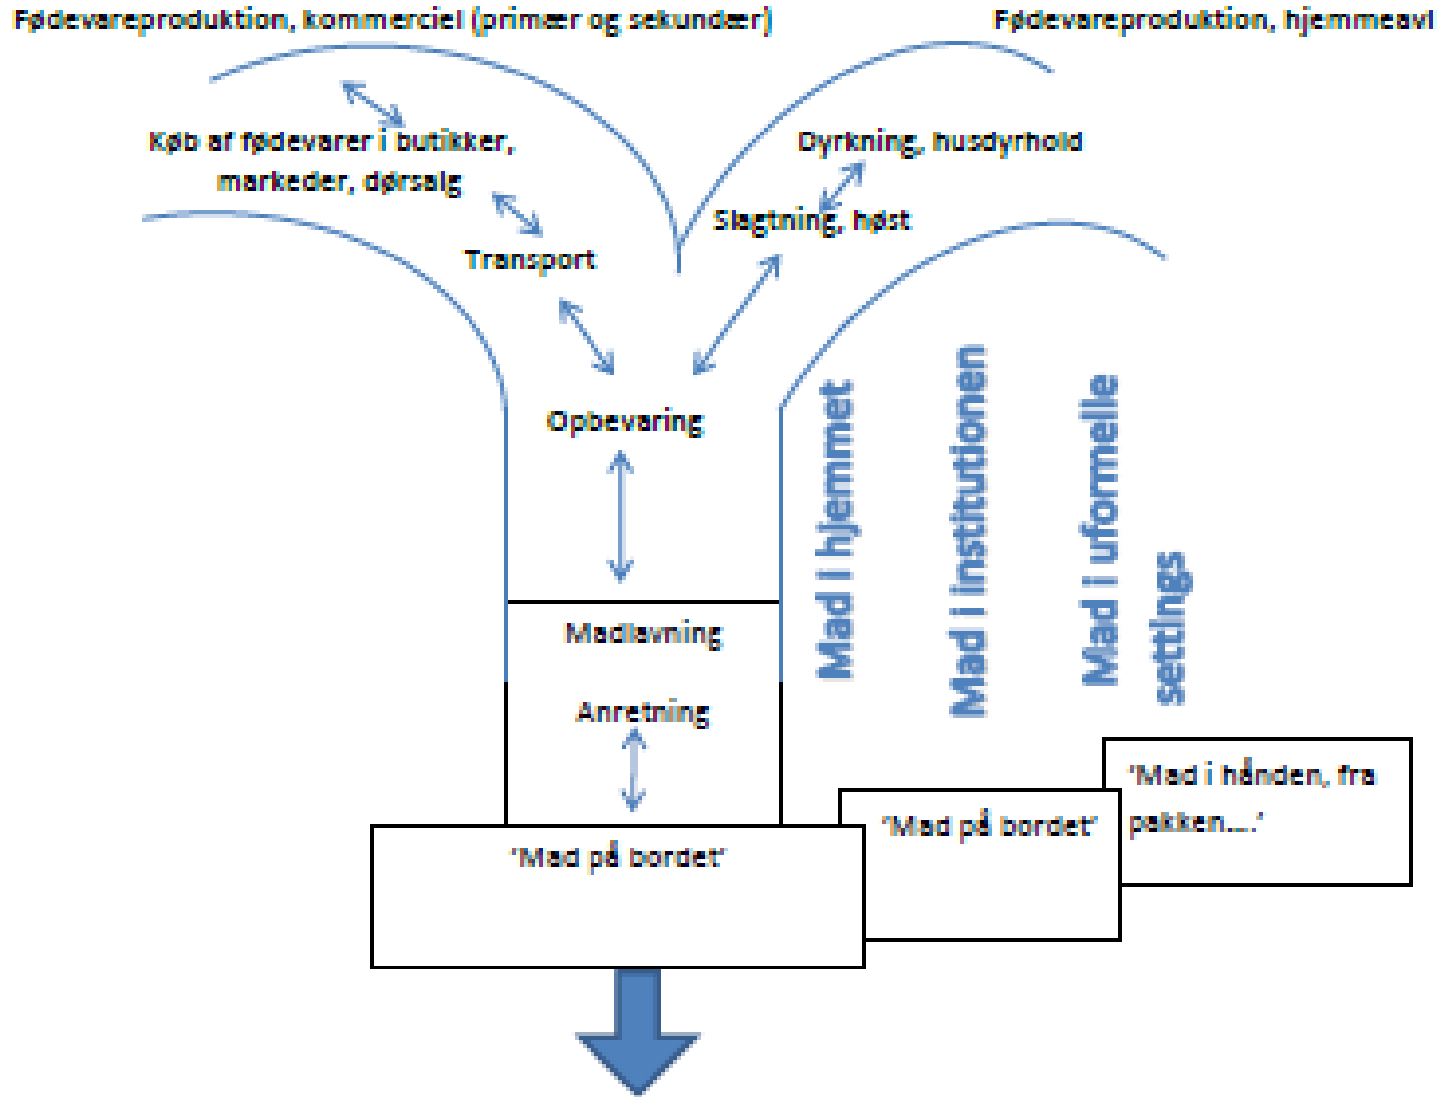 Fødevareproduktion, kommerciel (primær og sekundær)
Fødevareproduktion, hjemmeavl
Køb af fødevarer i butikker,
markeder, dørsalg
Dyrkning, husdyrhold
Slagtning, høst
Transport
Opbevaring
Madlavning
Anretning
Mad i hjemmet
Mad i institutionen
Mad i uformelle
settings
'Mad på bordet'
'Mad på bordet'
'Mad i hånden, fra
pakken....'